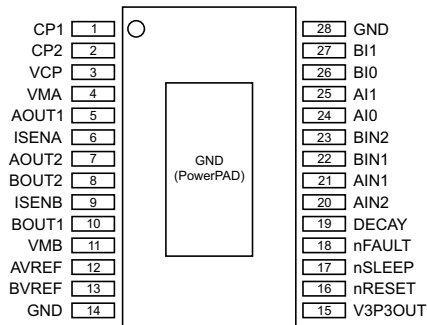 CP1 1 28 GND
CP2 2 27 BI1
VCP 3 26 BI0
VMA 4 25 AI1
AOUT1 5 24 AI0
ISENA 6 23 BIN2
AOUT2 7 GND 22 BIN1
(PowerPAD)
BOUT2 8 21 AIN1
ISENB 9 20 AIN2
BOUT1 10 19 DECAY
VMB 11 18 nFAULT
AVREF 12 17 nSLEEP
BVREF 13 16 nRESET
GND 14 15 V3P3OUT